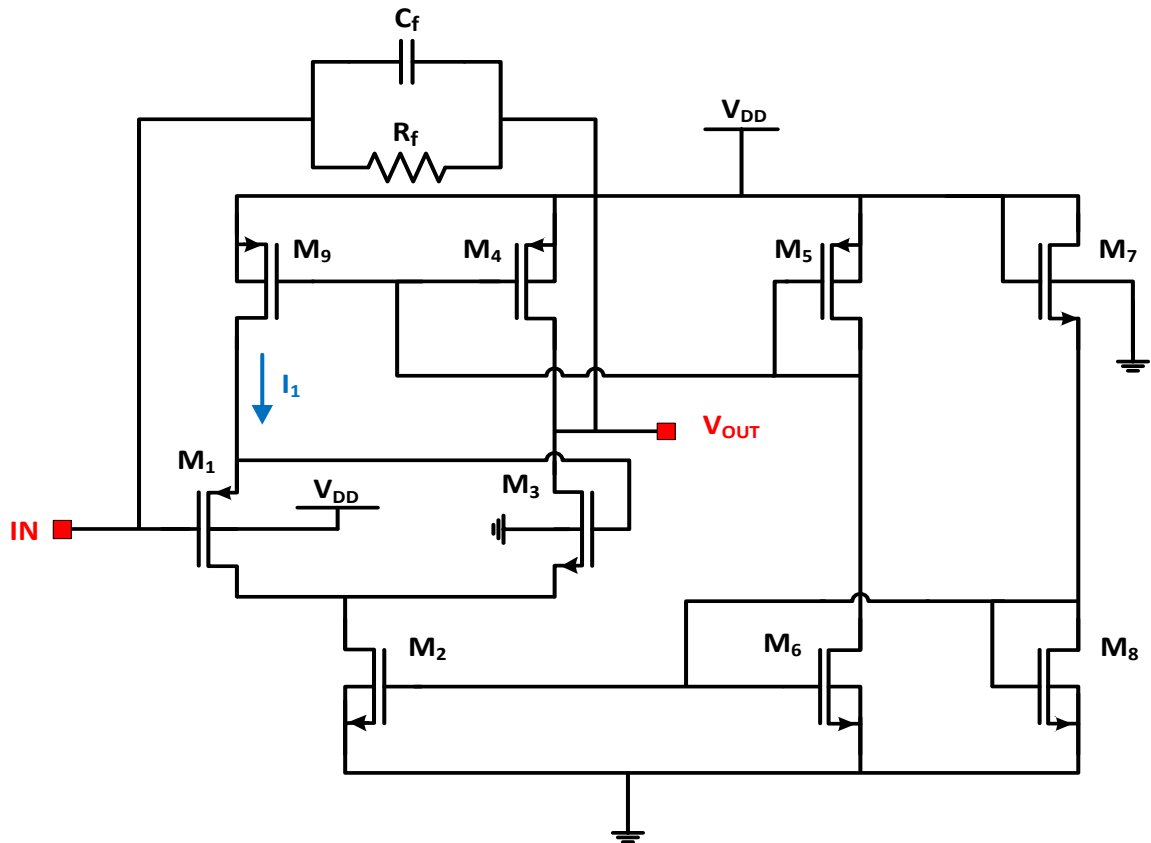 C_f
R_f
V_DD
M_9
M_4
M_5
M_7
I_1
V_OUT
M_1
V_DD
M_3
IN
M_2
M_6
M_8